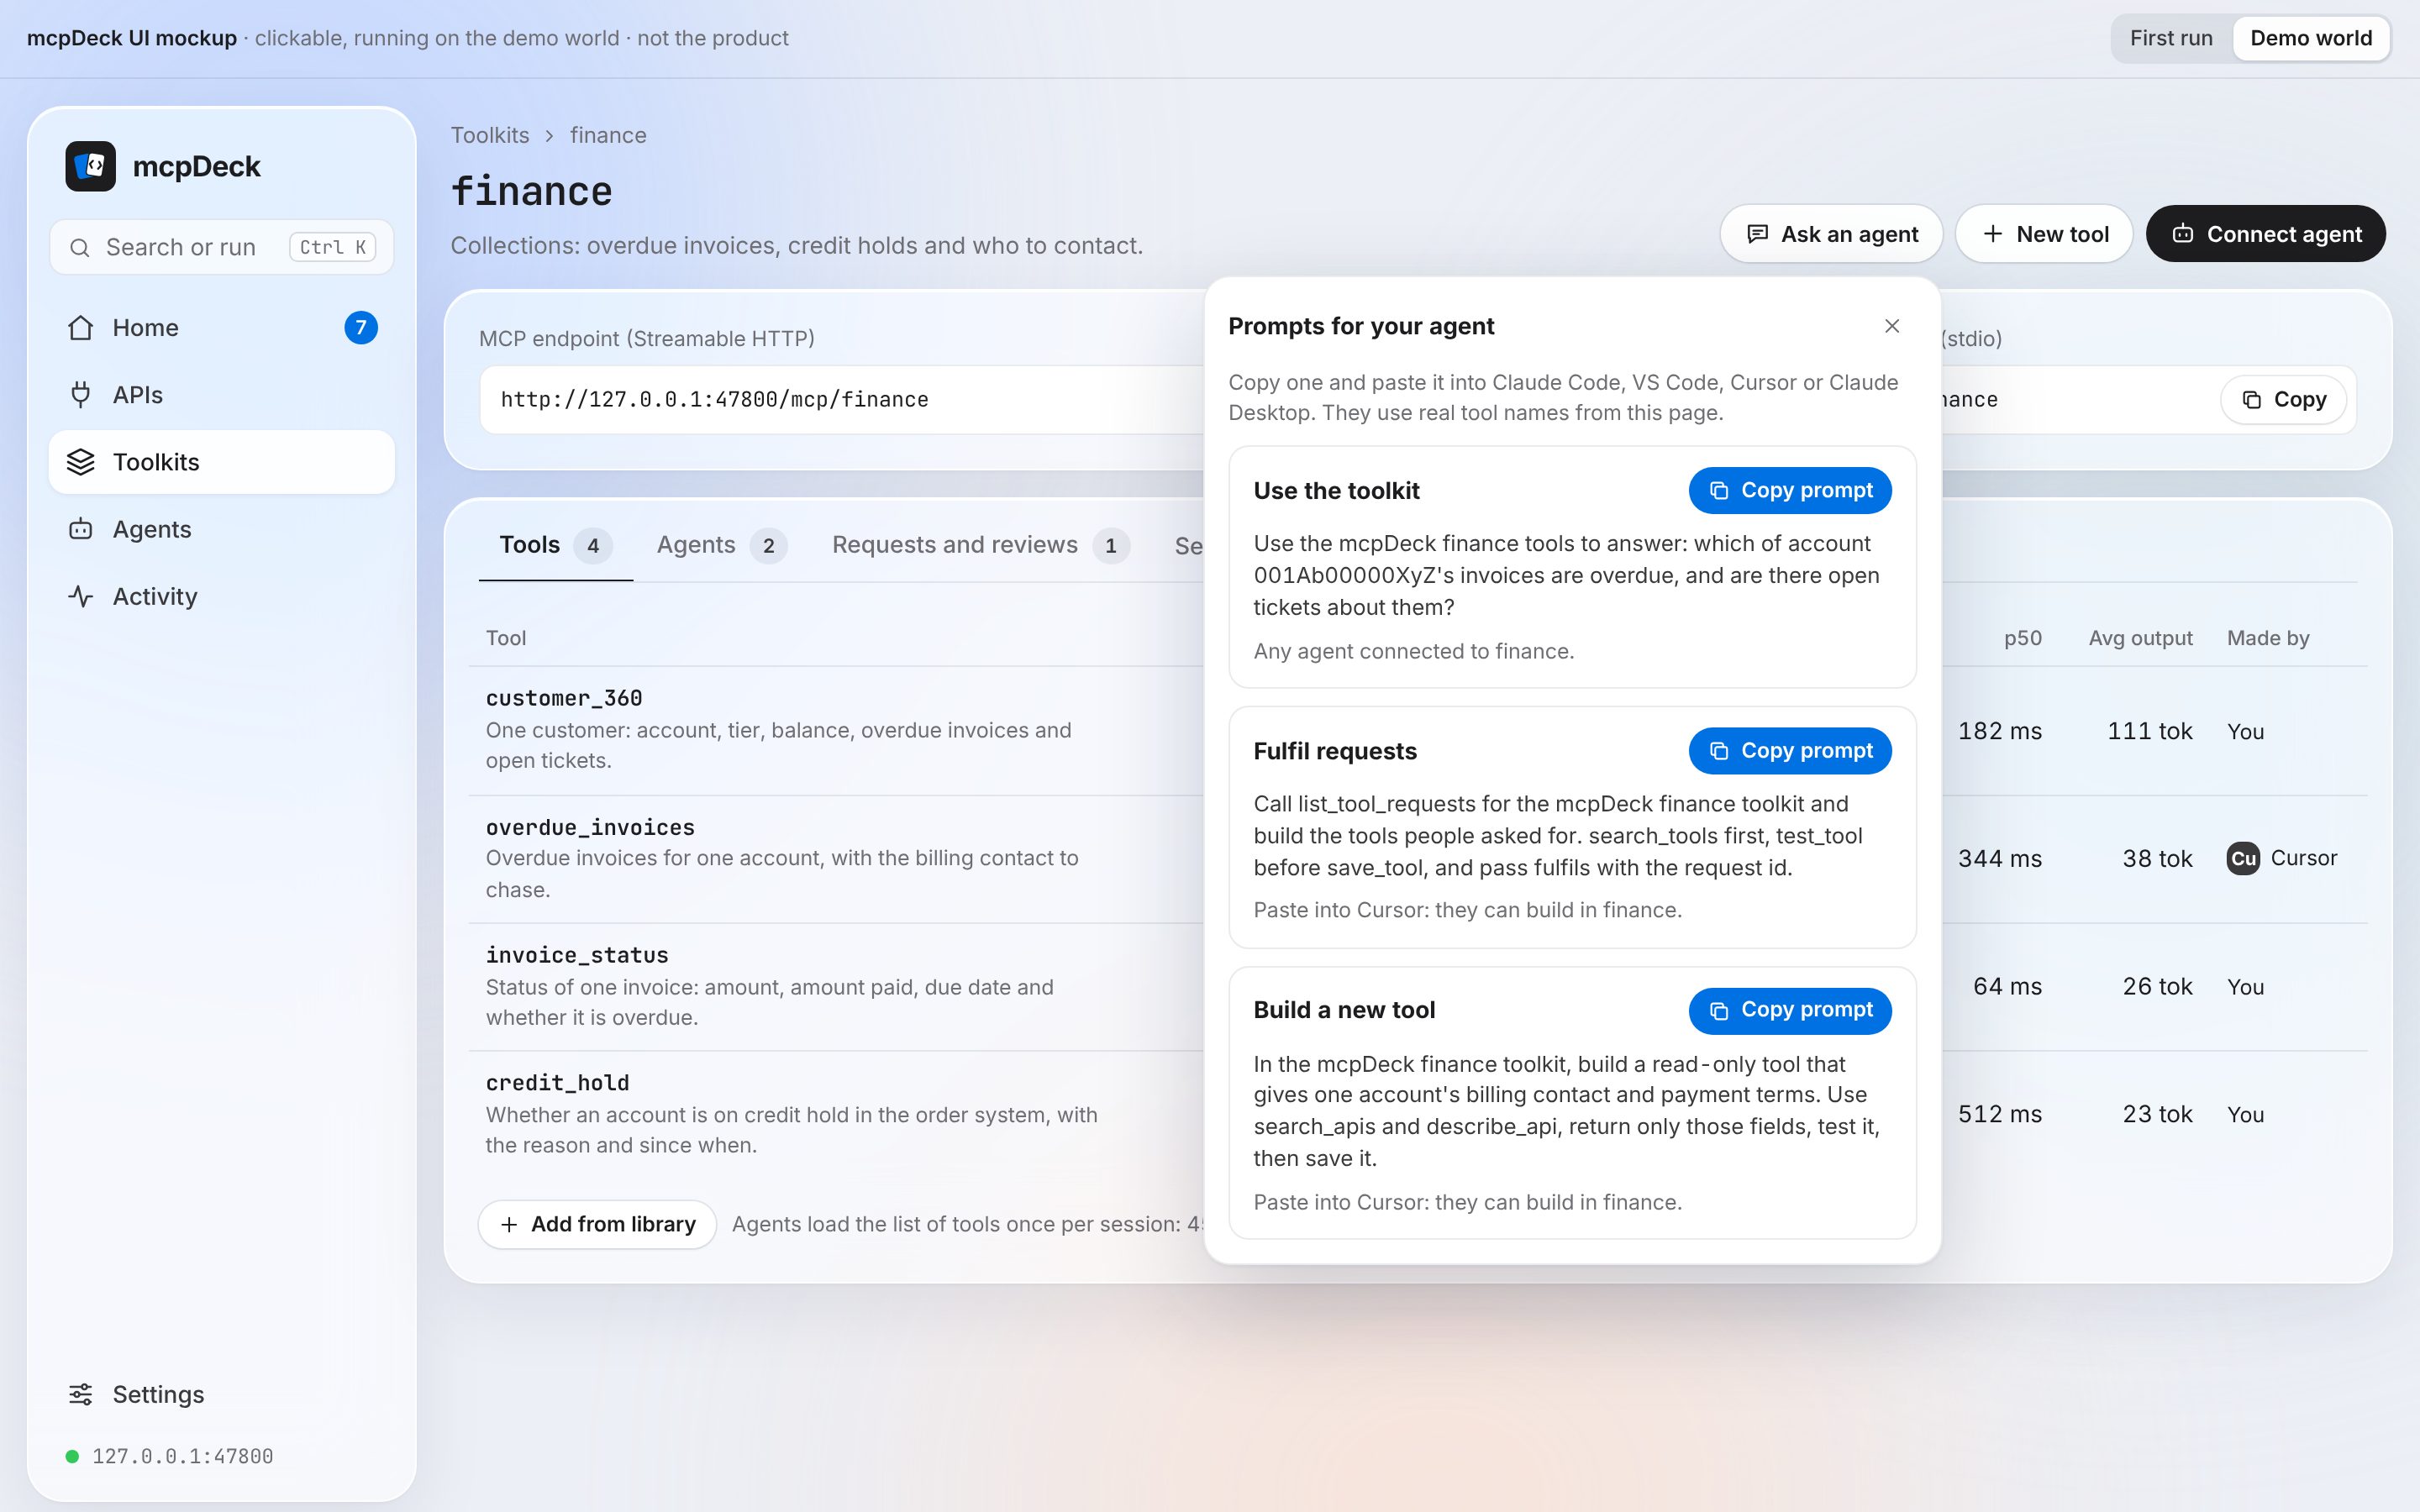 mcpDeck UI mockup · clickable, running on the demo world · not the product
First run
Demo world
mcpDeck
Search or run
Ctrl K
Home
7
APIs
Toolkits
Agents
Activity
Settings
127.0.0.1:47800
Toolkits > finance
finance
Collections: overdue invoices, credit holds and who to contact.
Ask an agent
New tool
Connect agent
MCP endpoint (Streamable HTTP)
http://127.0.0.1:47800/mcp/finance
(stdio)
Copy
Tools 4
Agents 2
Requests and reviews 1
Tool
p50
Avg output
Made by
customer_360
One customer: account, tier, balance, overdue invoices and
open tickets.
182 ms
111 tok
You
overdue_invoices
Overdue invoices for one account, with the billing contact to
chase.
344 ms
38 tok
Cu
Cursor
invoice_status
Status of one invoice: amount, amount paid, due date and
whether it is overdue.
64 ms
26 tok
You
credit_hold
Whether an account is on credit hold in the order system, with
the reason and since when.
512 ms
23 tok
You
Add from library
Agents load the list of tools once per session:
Prompts for your agent
Copy one and paste it into Claude Code, VS Code, Cursor or Claude
Desktop. They use real tool names from this page.
Use the toolkit
Copy prompt
Use the mcpDeck finance tools to answer: which of account
001Ab00000XyZ's invoices are overdue, and are there open
tickets about them?
Any agent connected to finance.
Fulfil requests
Copy prompt
Call list_tool_requests for the mcpDeck finance toolkit and
build the tools people asked for. search_tools first, test_tool
before save_tool, and pass fulfils with the request id.
Paste into Cursor: they can build in finance.
Build a new tool
Copy prompt
In the mcpDeck finance toolkit, build a read-only tool that
gives one account's billing contact and payment terms. Use
search_apis and describe_api, return only those fields, test it,
then save it.
Paste into Cursor: they can build in finance.